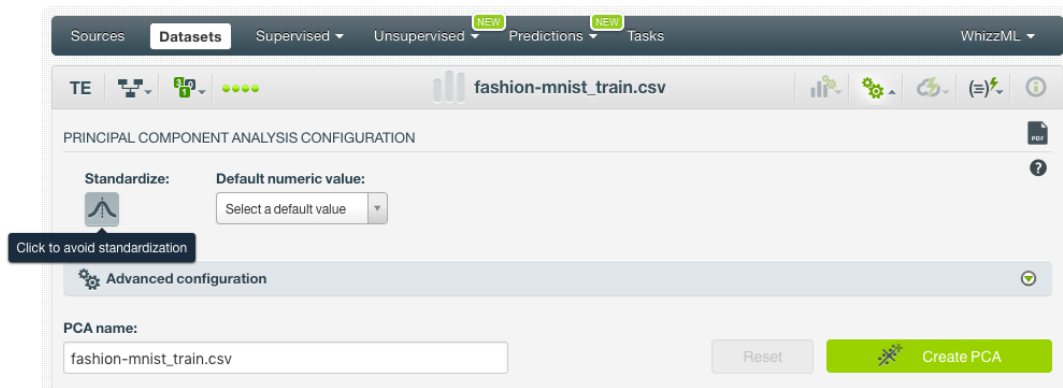 NEW NEW
Sources Datasets Supervised Unsupervised Predictions Tasks WhizzML
TE fashion-mnist_train.csv (=)
PRINCIPAL COMPONENT ANALYSIS CONFIGURATION
PDF
Standardize: Default numeric value:
?
Select a default value
Click to avoid standardization
Advanced configuration
PCA name:
fashion-mnist_train.csv Reset Create PCA